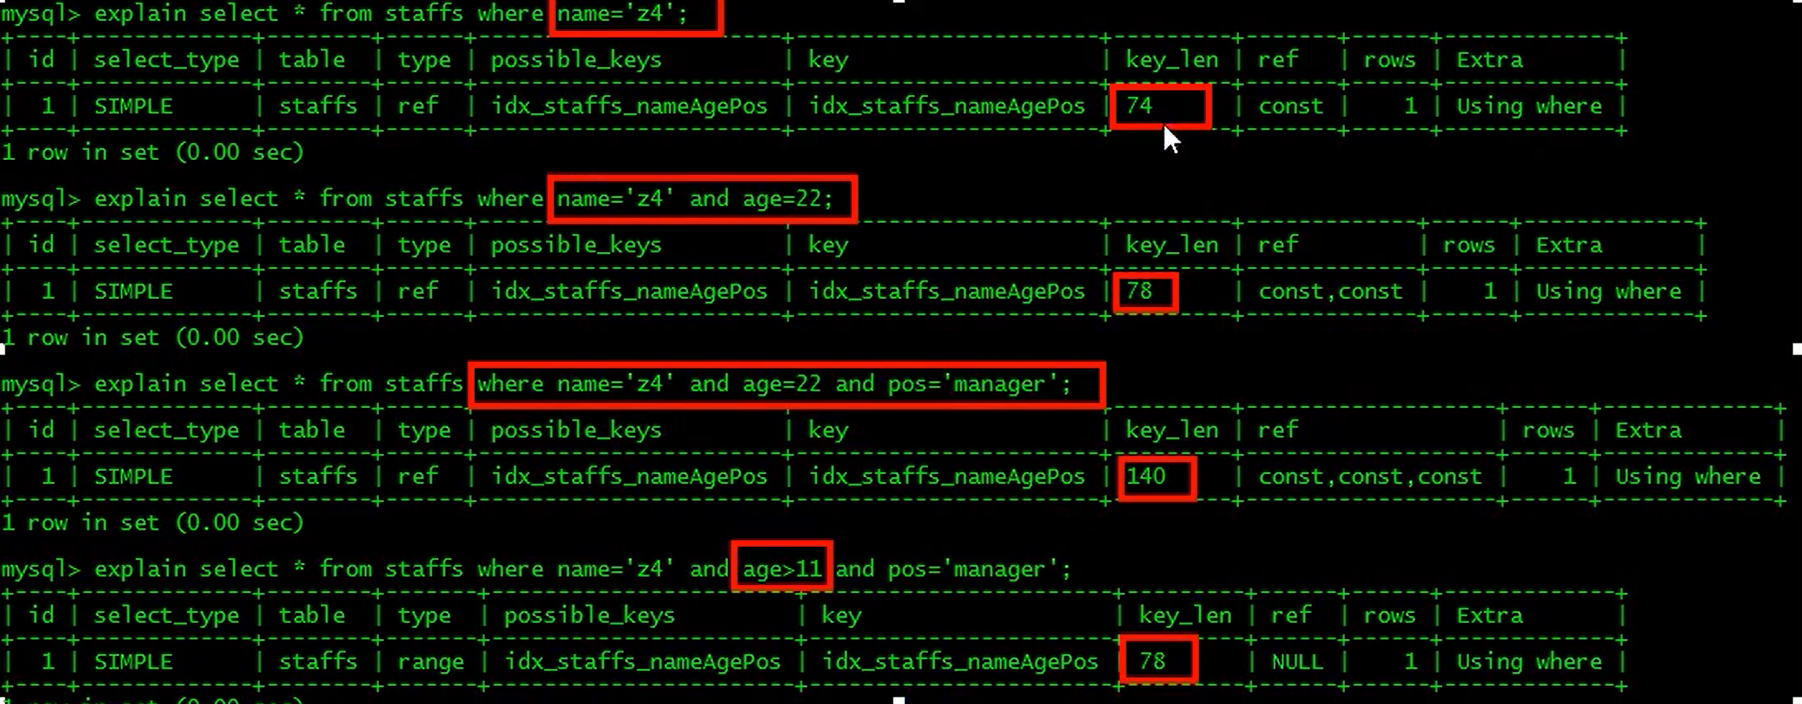 mysql> explain select * from staffs where name='z4';
+----+-------------+--------+------+-----------------------+-----------------------+---------+-------+------+-------------+
| id | select_type | table | type | possible_keys | key | key_len | ref | rows | Extra |
+----+-------------+--------+------+-----------------------+-----------------------+---------+-------+------+-------------+
| 1 | SIMPLE | staffs | ref | idx_staffs_nameAgePos | idx_staffs_nameAgePos | 74 | const | 1 | Using where |
+----+-------------+--------+------+-----------------------+-----------------------+---------+-------+------+-------------+
1 row in set (0.00 sec)
mysql> explain select * from staffs where name='z4' and age=22;
+----+-------------+--------+------+-----------------------+-----------------------+---------+-------------+------+-------------+
| id | select_type | table | type | possible_keys | key | key_len | ref | rows | Extra |
+----+-------------+--------+------+-----------------------+-----------------------+---------+-------------+------+-------------+
| 1 | SIMPLE | staffs | ref | idx_staffs_nameAgePos | idx_staffs_nameAgePos | 78 | const,const | 1 | Using where |
+----+-------------+--------+------+-----------------------+-----------------------+---------+-------------+------+-------------+
1 row in set (0.00 sec)
mysql> explain select * from staffs where name='z4' and age=22 and pos='manager';
+----+-------------+--------+------+-----------------------+-----------------------+---------+-------------------+------+-------------+
| id | select_type | table | type | possible_keys | key | key_len | ref | rows | Extra |
+----+-------------+--------+------+-----------------------+-----------------------+---------+-------------------+------+-------------+
| 1 | SIMPLE | staffs | ref | idx_staffs_nameAgePos | idx_staffs_nameAgePos | 140 | const,const,const | 1 | Using where |
+----+-------------+--------+------+-----------------------+-----------------------+---------+-------------------+------+-------------+
1 row in set (0.00 sec)
mysql> explain select * from staffs where name='z4' and age>11 and pos='manager';
+----+-------------+--------+-------+-----------------------+-----------------------+---------+------+------+-------------+
| id | select_type | table | type | possible_keys | key | key_len | ref | rows | Extra |
+----+-------------+--------+-------+-----------------------+-----------------------+---------+------+------+-------------+
| 1 | SIMPLE | staffs | range | idx_staffs_nameAgePos | idx_staffs_nameAgePos | 78 | NULL | 1 | Using where |
+----+-------------+--------+-------+-----------------------+-----------------------+---------+------+------+-------------+